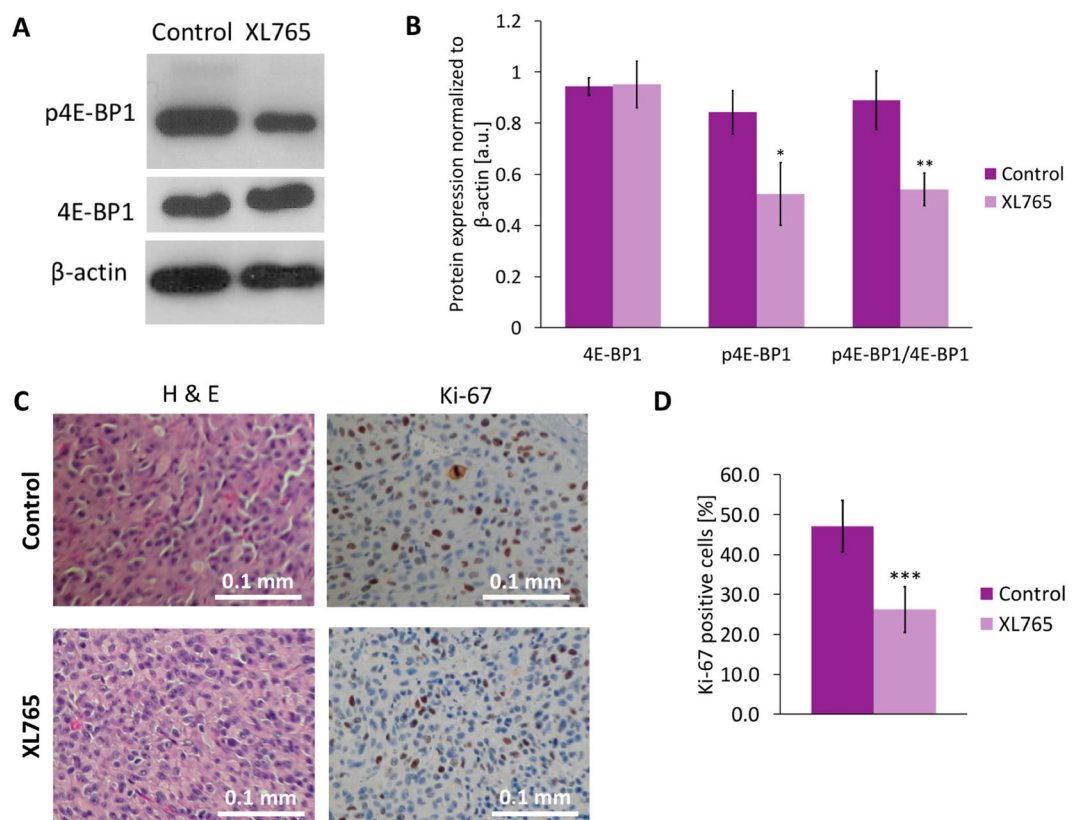 A
Control XL765
p4E-BP1
4E-BP1
β-actin
B
Protein expression normalized to
β-actin [a.u.]
1
0.8
0.6
0.4
0.2
0
*
**
4E-BP1
p4E-BP1
p4E-BP1/4E-BP1
Control
XL765
C
H & E
Ki-67
Control
0.1 mm
0.1 mm
XL765
0.1 mm
0.1 mm
D
Ki-67 positive cells [%]
60.0
50.0
40.0
30.0
20.0
10.0
0.0
***
Control
XL765